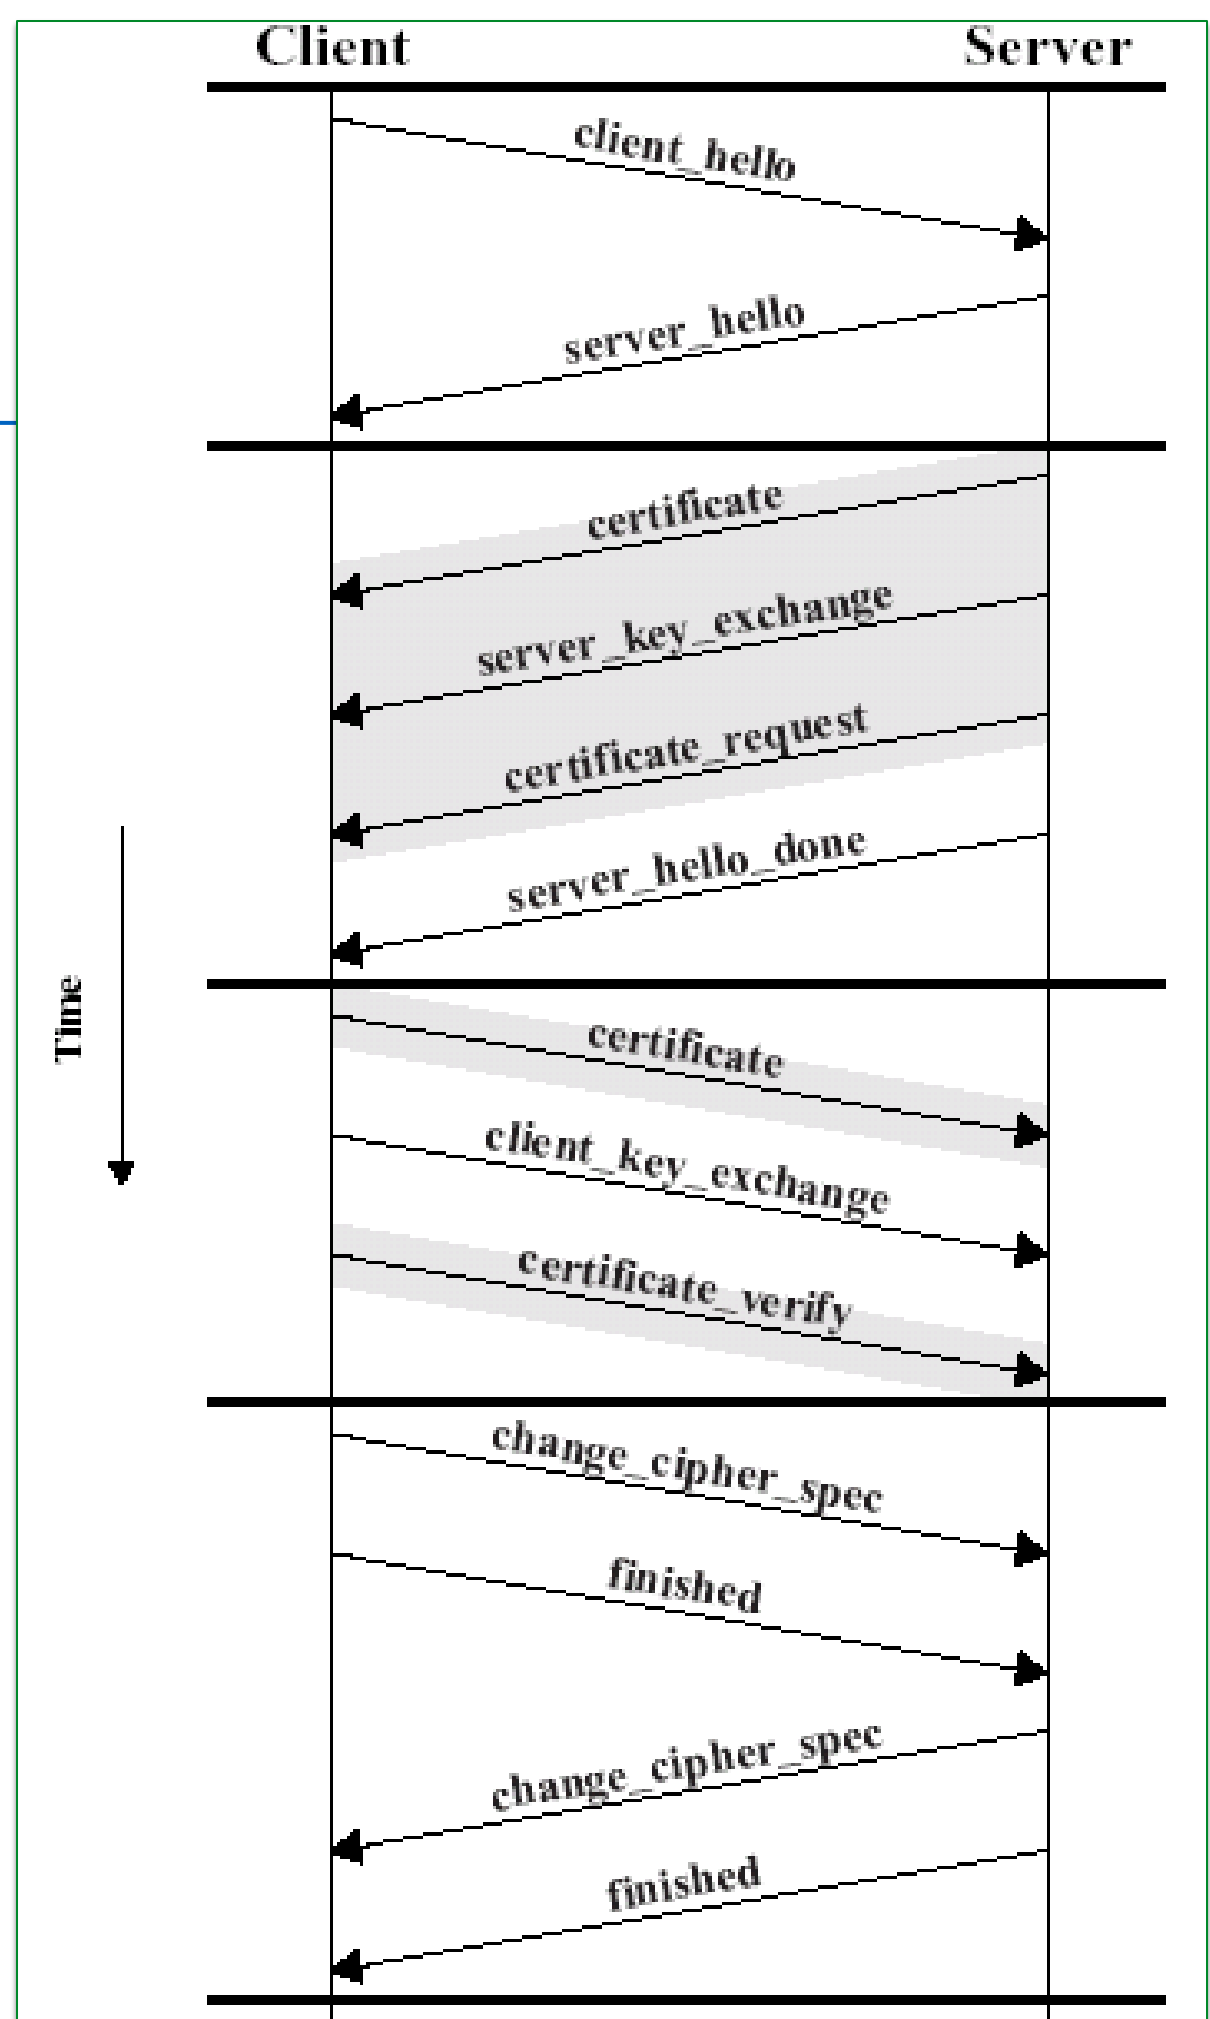 Client
Server
client_hello
server_hello
certificate
server_key_exchange
certificate_request
server_hello_done
Time
certificate
client_key_exchange
certificate_verify
change_cipher_spec
finished
change_cipher_spec
finished